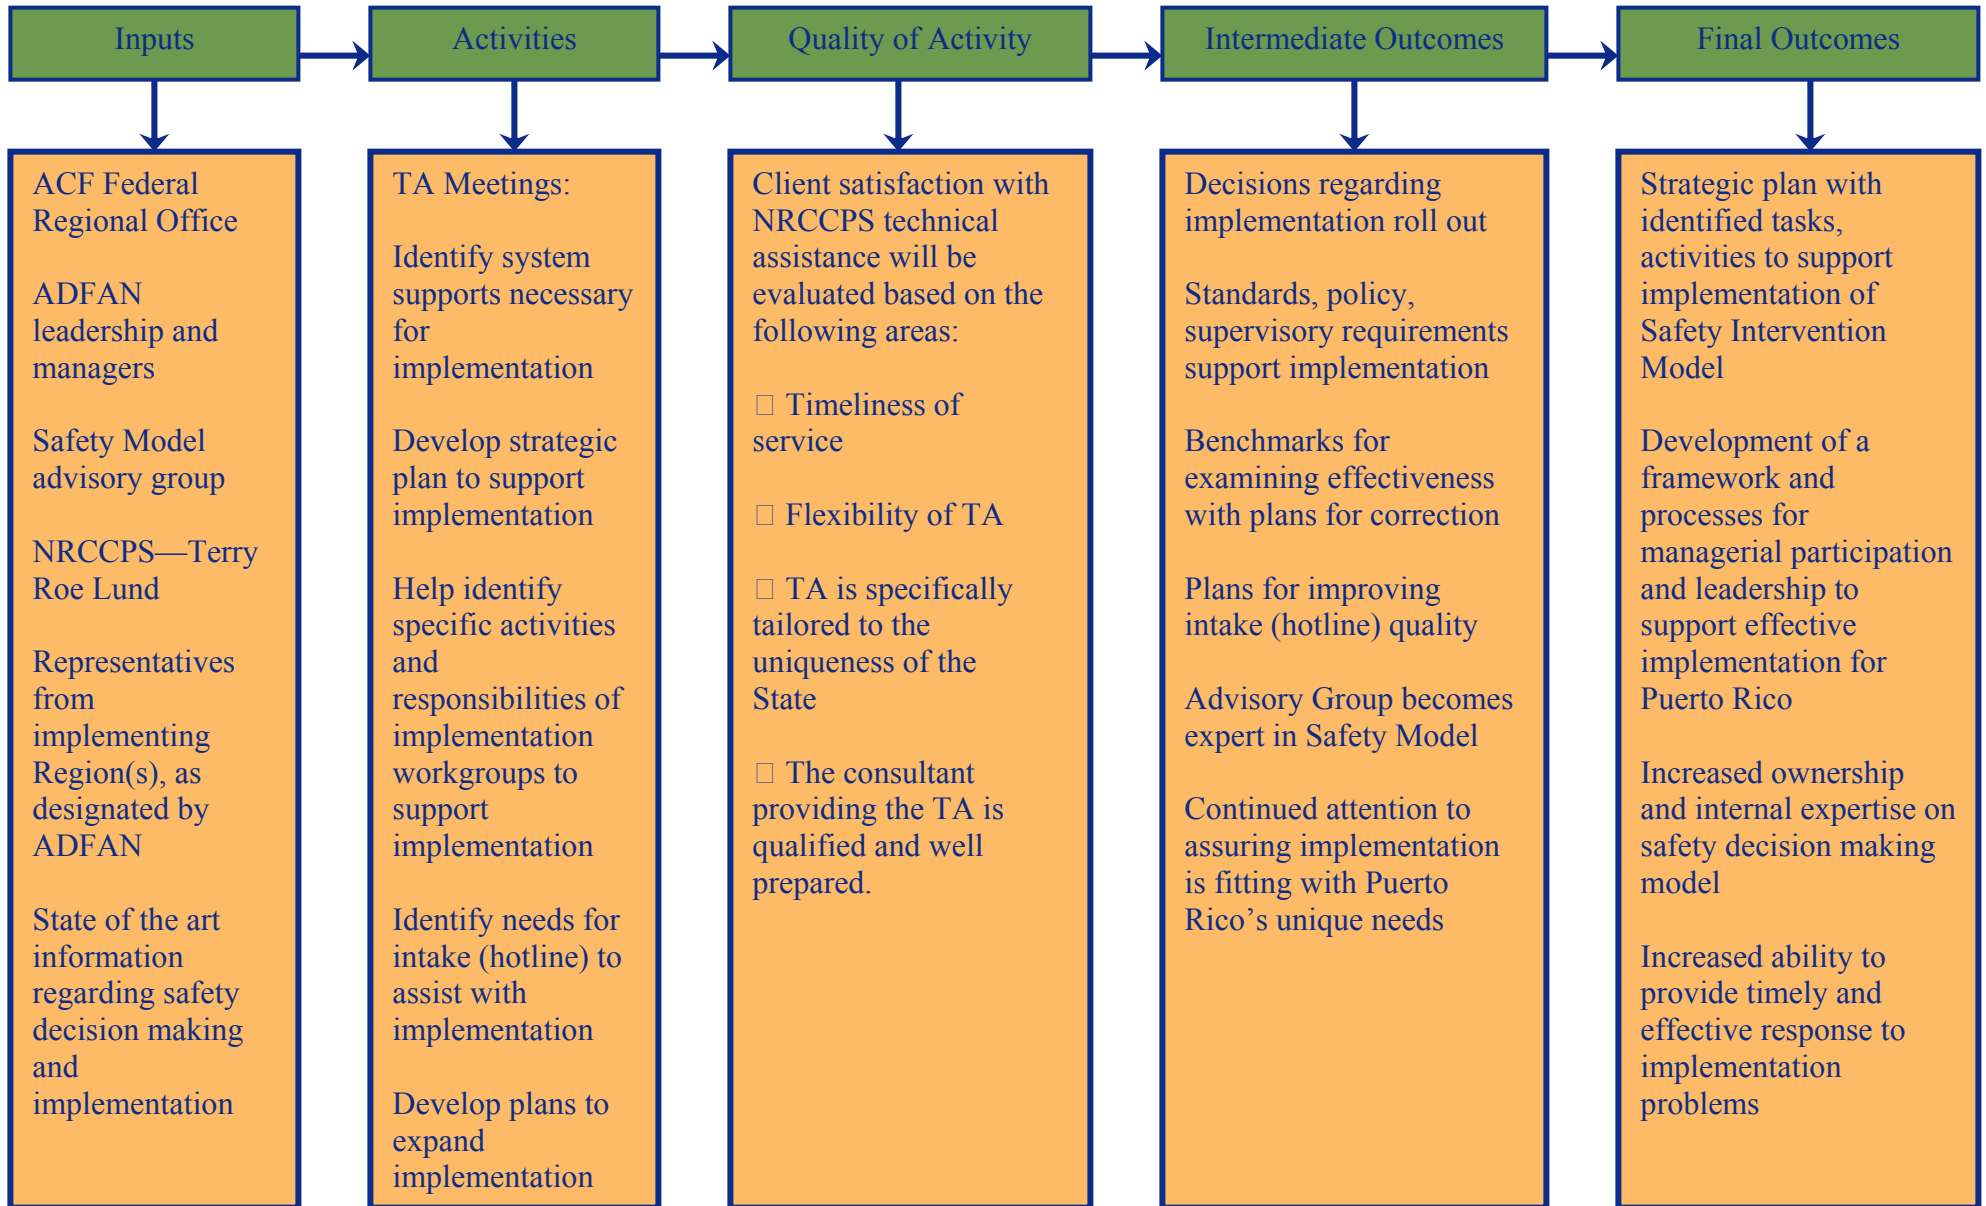 Inputs
Activities
Quality of Activity
Intermediate Outcomes
Final Outcomes
ACF Federal
Regional Office
ADFAN
leadership and
managers
Safety Model
advisory group
NRCCPS—Terry
Roe Lund
Representatives
from
implementing
Region(s), as
designated by
ADFAN
State of the art
information
regarding safety
decision making
and
implementation
TA Meetings:
Identify system
supports necessary
for
implementation
Develop strategic
plan to support
implementation
Help identify
specific activities
and
responsibilities of
implementation
workgroups to
support
implementation
Identify needs for
intake (hotline) to
assist with
implementation
Develop plans to
expand
implementation
Client satisfaction with
NRCCPS technical
assistance will be
evaluated based on the
following areas:
□ Timeliness of
service
□ Flexibility of TA
□ TA is specifically
tailored to the
uniqueness of the
State
□ The consultant
providing the TA is
qualified and well
prepared.
Decisions regarding
implementation roll out
Standards, policy,
supervisory requirements
support implementation
Benchmarks for
examining effectiveness
with plans for correction
Plans for improving
intake (hotline) quality
Advisory Group becomes
expert in Safety Model
Continued attention to
assuring implementation
is fitting with Puerto
Rico’s unique needs
Strategic plan with
identified tasks,
activities to support
implementation of
Safety Intervention
Model
Development of a
framework and
processes for
managerial participation
and leadership to
support effective
implementation for
Puerto Rico
Increased ownership
and internal expertise on
safety decision making
model
Increased ability to
provide timely and
effective response to
implementation
problems